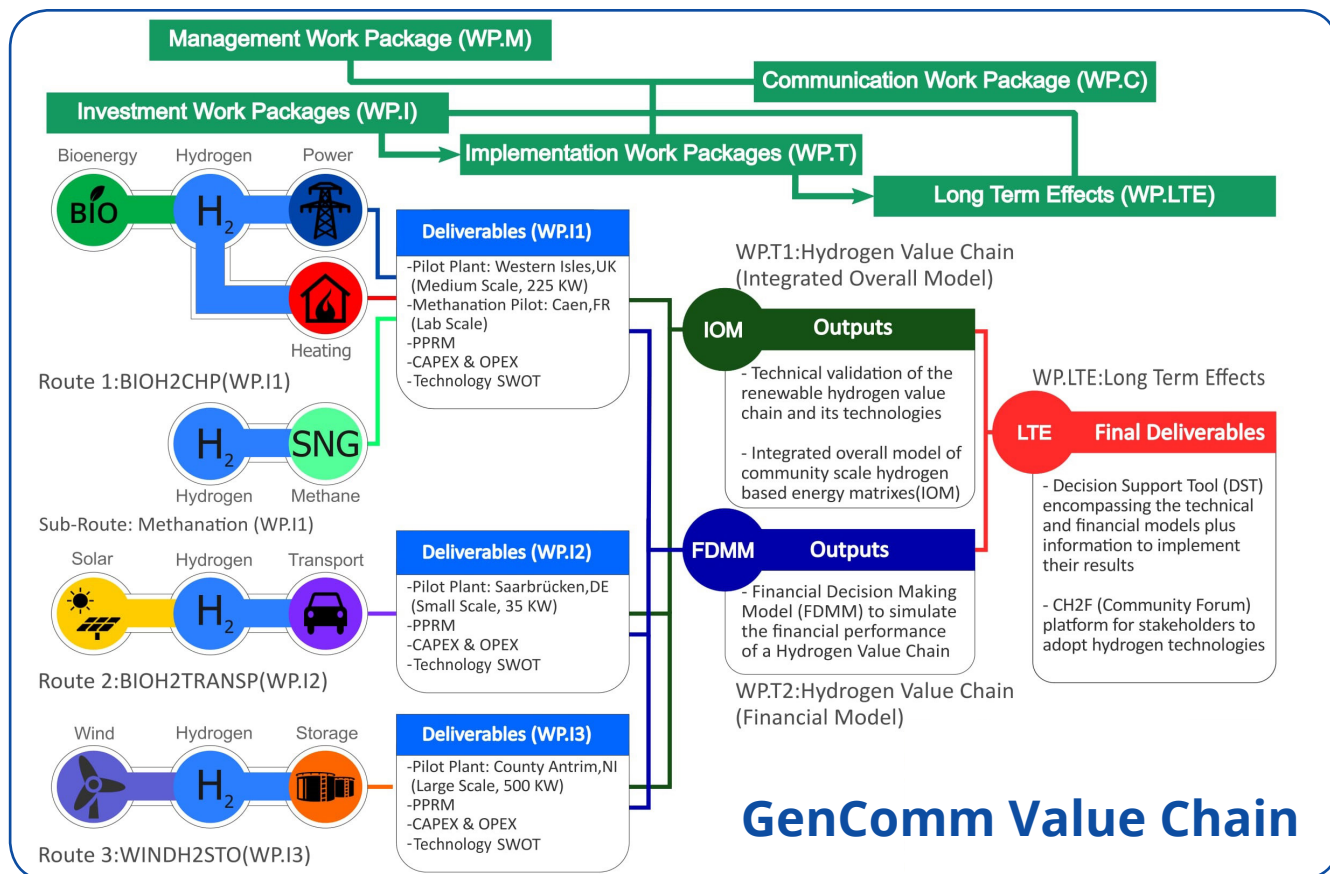 Management Work Package (WP.M)
Communication Work Package (WP.C)
Investment Work Packages (WP.I)
Implementation Work Packages (WP.T)
Long Term Effects (WP.LTE)
Bioenergy
Hydrogen
Power
BIO
H2
Heating
Route 1:BIOH2CHP(WP.I1)
H2
SNG
Hydrogen
Methane
Sub-Route: Methanation (WP.I1)
Solar
Hydrogen
Transport
H2
Route 2:BIOH2TRANSP(WP.I2)
Wind
Hydrogen
Storage
H2
Route 3:WINDH2STO(WP.I3)
Deliverables (WP.I1)
-Pilot Plant: Western Isles,UK
(Medium Scale, 225 KW)
-Methanation Pilot: Caen,FR
(Lab Scale)
-PPRM
-CAPEX & OPEX
-Technology SWOT
Deliverables (WP.I2)
-Pilot Plant: Saarbrücken,DE
(Small Scale, 35 KW)
-PPRM
-CAPEX & OPEX
-Technology SWOT
Deliverables (WP.I3)
-Pilot Plant: County Antrim,NI
(Large Scale, 500 KW)
-PPRM
-CAPEX & OPEX
-Technology SWOT
WP.T1:Hydrogen Value Chain
(Integrated Overall Model)
IOM
Outputs
- Technical validation of the
renewable hydrogen value
chain and its technologies
- Integrated overall model of
community scale hydrogen
based energy matrixes(IOM)
FDMM
Outputs
- Financial Decision Making
Model (FDMM) to simulate
the financial performance
of a Hydrogen Value Chain
WP.T2:Hydrogen Value Chain
(Financial Model)
WP.LTE:Long Term Effects
LTE
Final Deliverables
- Decision Support Tool (DST)
encompassing the technical
and financial models plus
information to implement
their results
- CH2F (Community Forum)
platform for stakeholders to
adopt hydrogen technologies
GenComm Value Chain